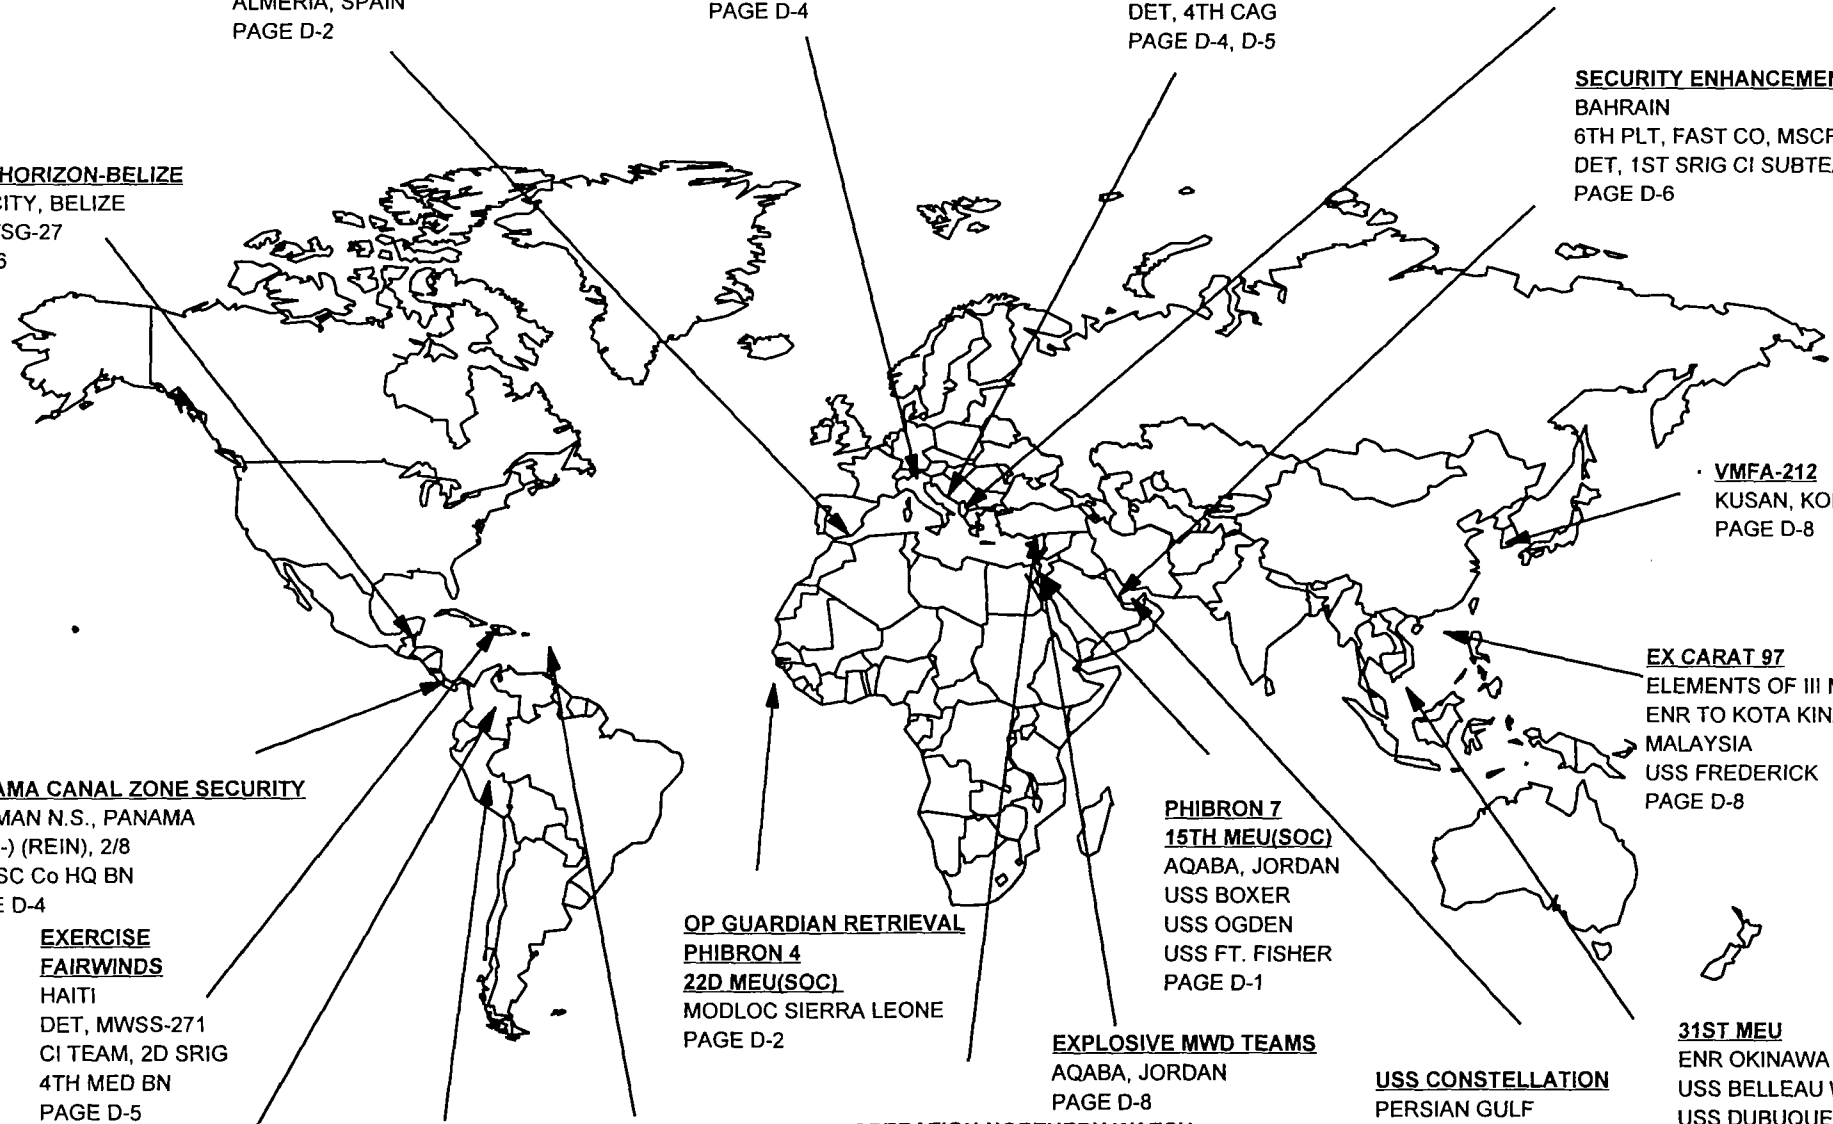 ALMERIA, SPAIN
PAGE D-2
PAGE D-4
DET, 4TH CAG
PAGE D-4, D-5
SECURITY ENHANCEMEN
BAHRAIN
6TH PLT, FAST CO, MSCF
DET, 1ST SRIG CI SUBTEA
PAGE D-6
HORIZON-BELIZE
CITY, BELIZE
SG-27
6
VMFA-212
KUSAN, KO
PAGE D-8
EX CARAT 97
ELEMENTS OF III M
ENR TO KOTA KIN
MALAYSIA
USS FREDERICK
PAGE D-8
AMA CANAL ZONE SECURITY
MAN N.S., PANAMA
-) (REIN), 2/8
SC Co HQ BN
E D-4
EXERCISE
FAIRWINDS
HAITI
DET, MWSS-271
CI TEAM, 2D SRIG
4TH MED BN
PAGE D-5
OP GUARDIAN RETRIEVAL
PHIBRON 4
22D MEU(SOC)
MODLOC SIERRA LEONE
PAGE D-2
PHIBRON 7
15TH MEU(SOC)
AQABA, JORDAN
USS BOXER
USS OGDEN
USS FT. FISHER
PAGE D-1
EXPLOSIVE MWD TEAMS
AQABA, JORDAN
PAGE D-8
OPERATION NORTHERN WATCH
USS CONSTELLATION
PERSIAN GULF
31ST MEU
ENR OKINAWA
USS BELLEAU W
USS DUBUQUE